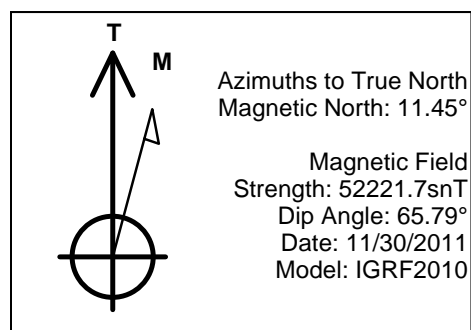 T
M
Azimuths to True North
Magnetic North: 11.45°
Magnetic Field
Strength: 52221.7snT
Dip Angle: 65.79°
Date: 11/30/2011
Model: IGRF2010